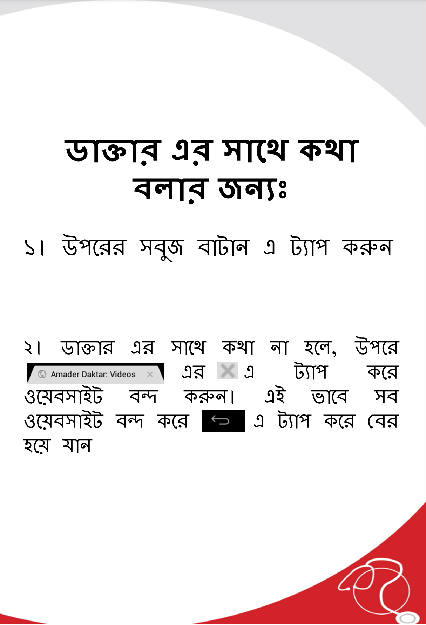 ডাক্তার এর সাথে কথা
বলার জন্যঃ
১। উপরের সবুজ বাটান এ ট্যাপ করুন
২। ডাক্তার এর সাথে কথা না হলে, উপরে
Amader Daktar: Videos × এর × এ ট্যাপ করে
ওয়েবসাইট বন্দ করুন। এই ভাবে সব
ওয়েবসাইট বন্দ করে এ ট্যাপ করে বের
হয়ে যান